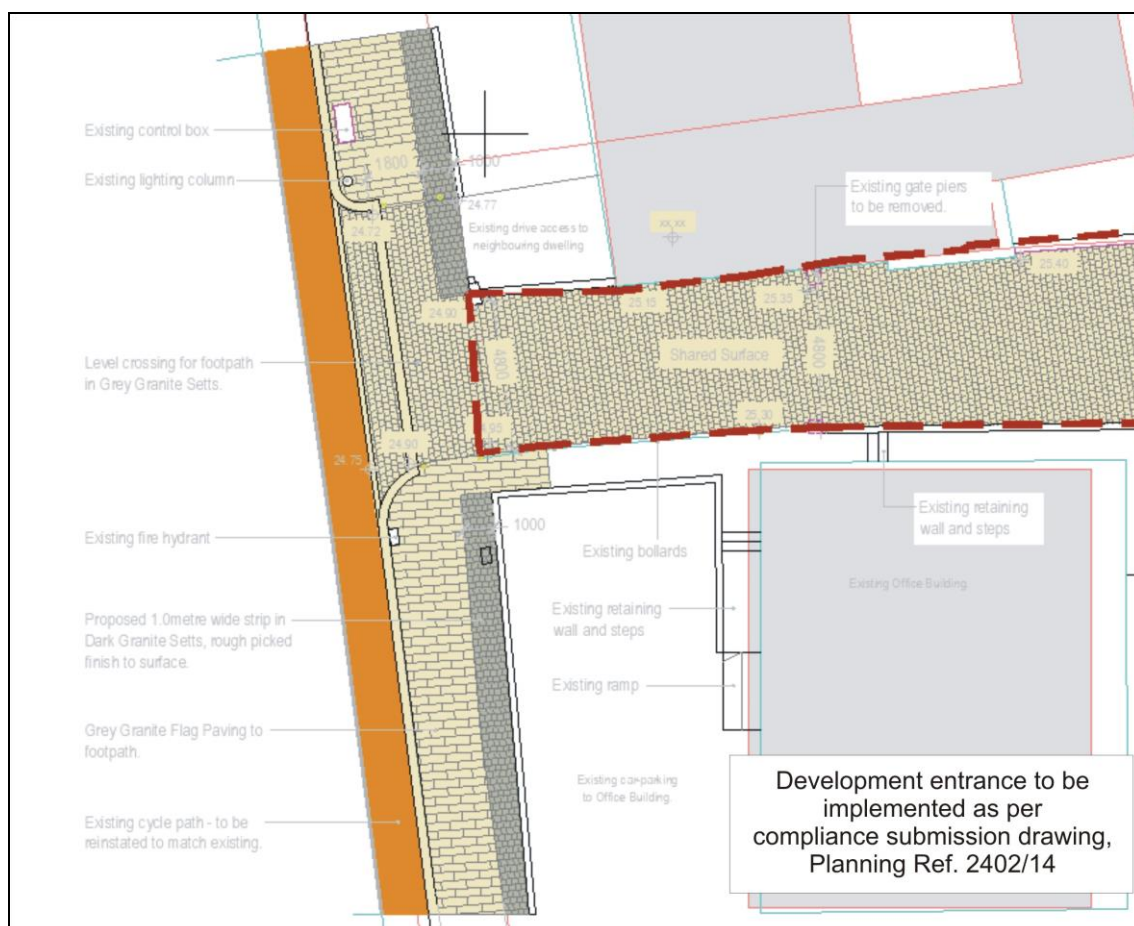 Existing control box
1800
1000
Existing lighting column
Existing gate piers
to be removed.
24.77
24.72
Existing drive access to
neighbouring dwelling
xx.xx
25.40
25.15
25.35
24.90
Level crossing for footpath
in Grey Granite Setts.
4800
Shared Surface
4800
25.30
24.90
24.75
Existing fire hydrant
1000
Existing bollards
Existing retaining
wall and steps
Existing Office Building.
Proposed 1.0metre wide strip in
Dark Granite Setts, rough picked
finish to surface.
Existing retaining
wall and steps
Existing ramp
Grey Granite Flag Paving to
footpath.
Existing car-parking
to Office Building.
Existing cycle path - to be
reinstated to match existing.
Development entrance to be
implemented as per
compliance submission drawing,
Planning Ref. 2402/14